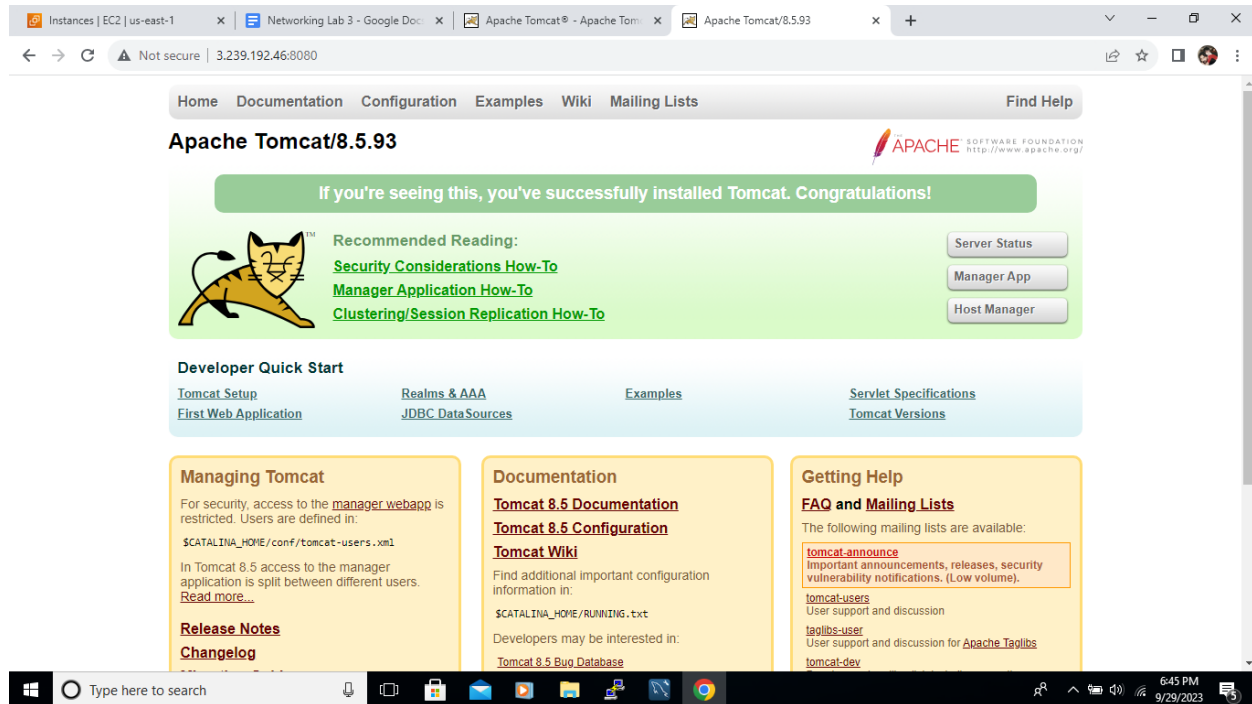 Instances | EC2 | us-east-1
Networking Lab 3 - Google Doc
Apache Tomcat® - Apache Tom
Apache Tomcat/8.5.93
Not secure | 3.239.192.46:8080
Home Documentation Configuration Examples Wiki Mailing Lists Find Help
Apache Tomcat/8.5.93
THE
APACHE SOFTWARE FOUNDATION
http://www.apache.org/
If you're seeing this, you've successfully installed Tomcat. Congratulations!
TM
Recommended Reading:
Security Considerations How-To
Manager Application How-To
Clustering/Session Replication How-To
Server Status
Manager App
Host Manager
Developer Quick Start
Tomcat Setup
First Web Application
Realms & AAA
JDBC DataSources
Examples
Servlet Specifications
Tomcat Versions
Managing Tomcat
For security, access to the manager webapp is
restricted. Users are defined in:
$CATALINA_HOME/conf/tomcat-users.xml
In Tomcat 8.5 access to the manager
application is split between different users.
Read more...
Release Notes
Changelog
Documentation
Tomcat 8.5 Documentation
Tomcat 8.5 Configuration
Tomcat Wiki
Find additional important configuration
information in:
$CATALINA_HOME/RUNNING.txt
Developers may be interested in:
Tomcat 8.5 Bug Database
Getting Help
FAQ and Mailing Lists
The following mailing lists are available:
tomcat-announce
Important announcements, releases, security
vulnerability notifications. (Low volume).
tomcat-users
User support and discussion
taglibs-user
User support and discussion for Apache Taglibs
tomcat-dev
Type here to search
6:45 PM
9/29/2023
5